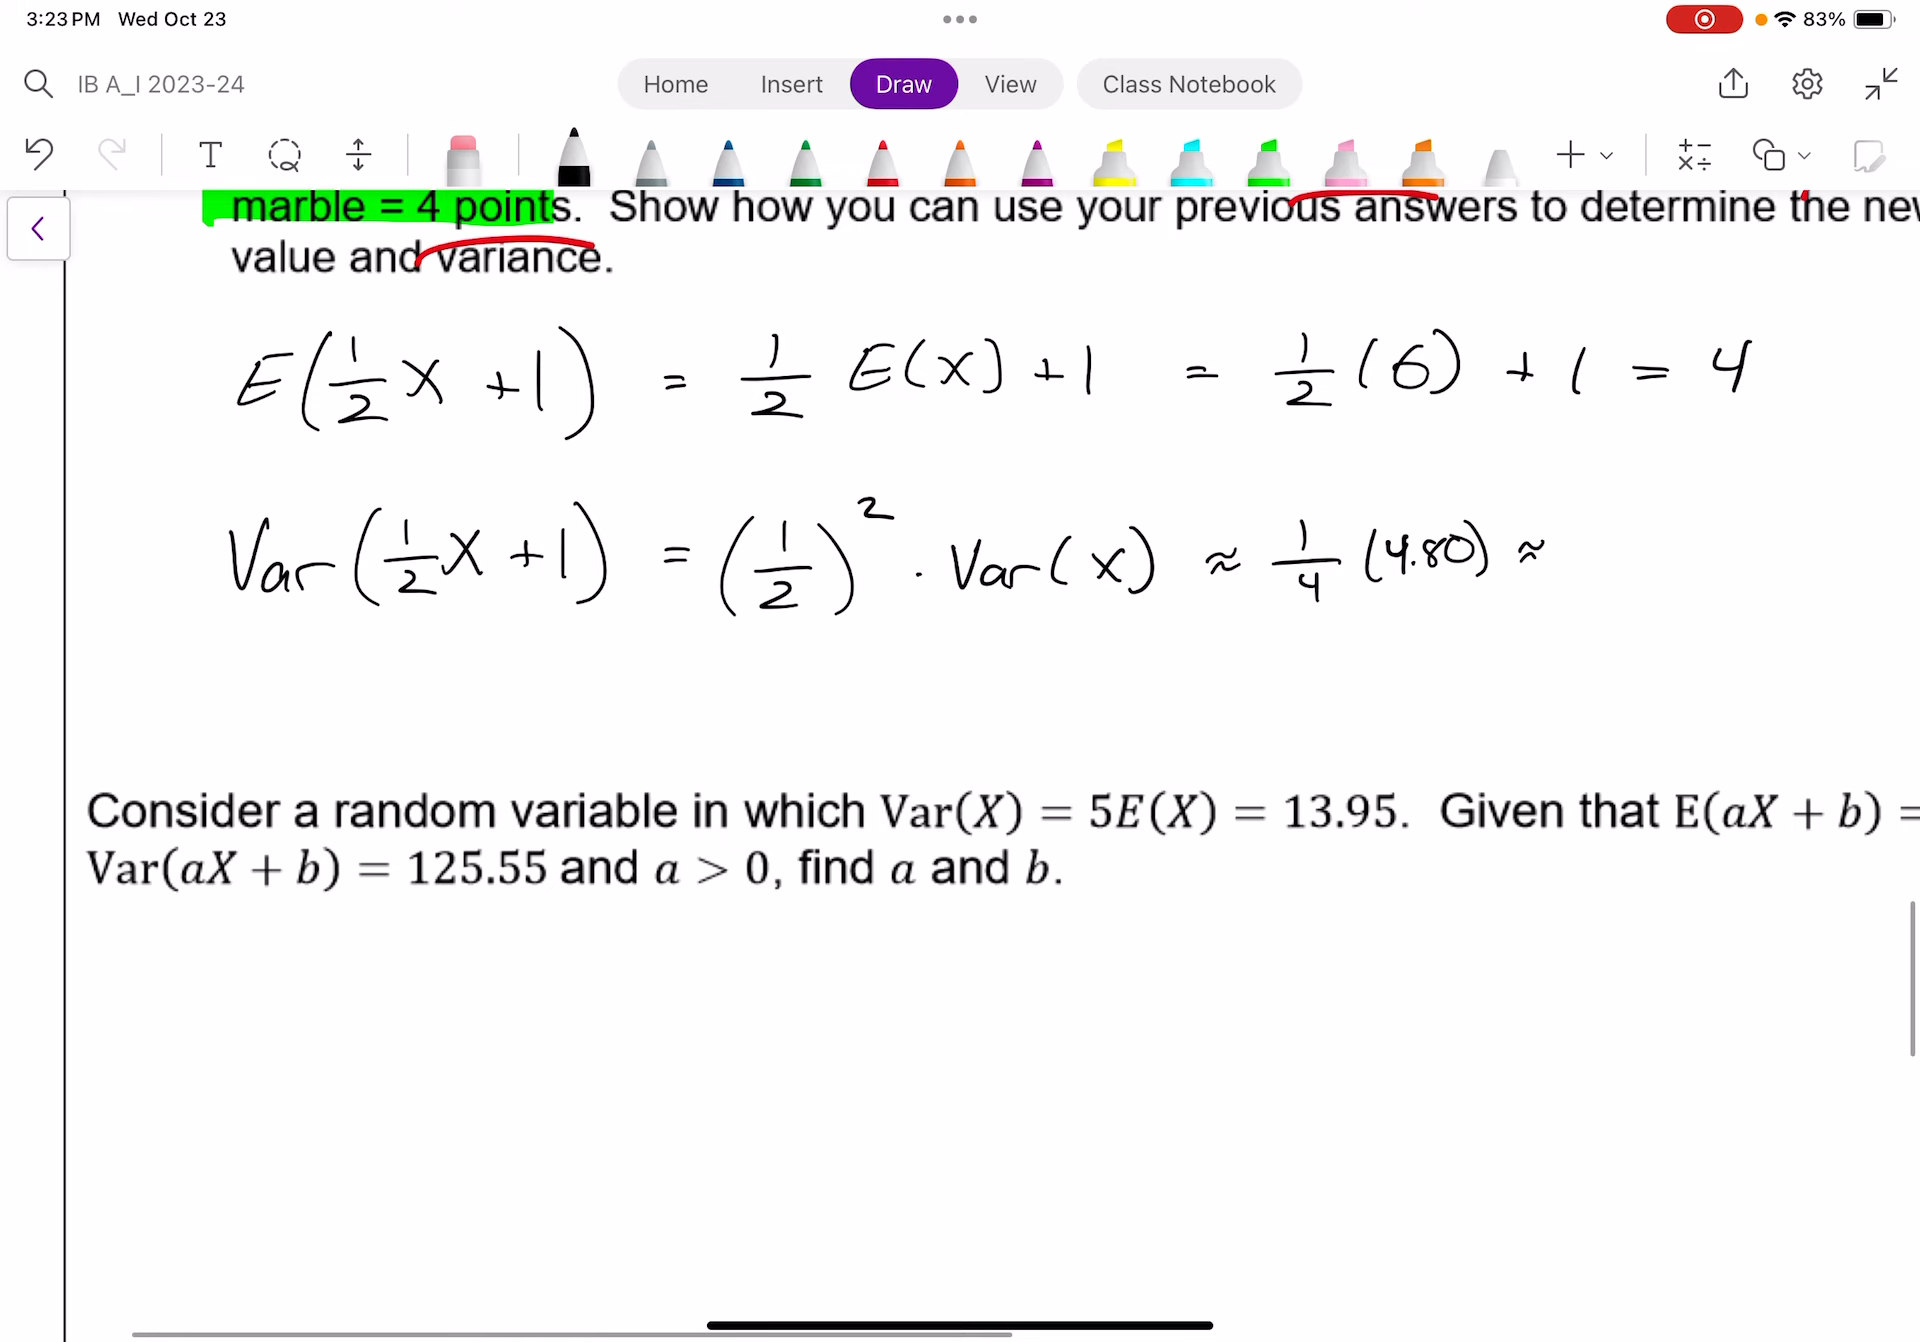 3:23 PM Wed Oct 23
83%
IB A_I 2023-24
Home Insert Draw View Class Notebook
marble = 4 points. Show how you can use your previous answers to determine the
value and variance.
E(½x + 1) = ½ E(x) + 1 = ½(6) + 1 = 4
Var(½x + 1) = (½)² · Var(x) ≈ ¼(4.80) ≈
Consider a random variable in which Var(X) = 5E(X) = 13.95. Given that E(aX + b) =
Var(aX + b) = 125.55 and a > 0, find a and b.